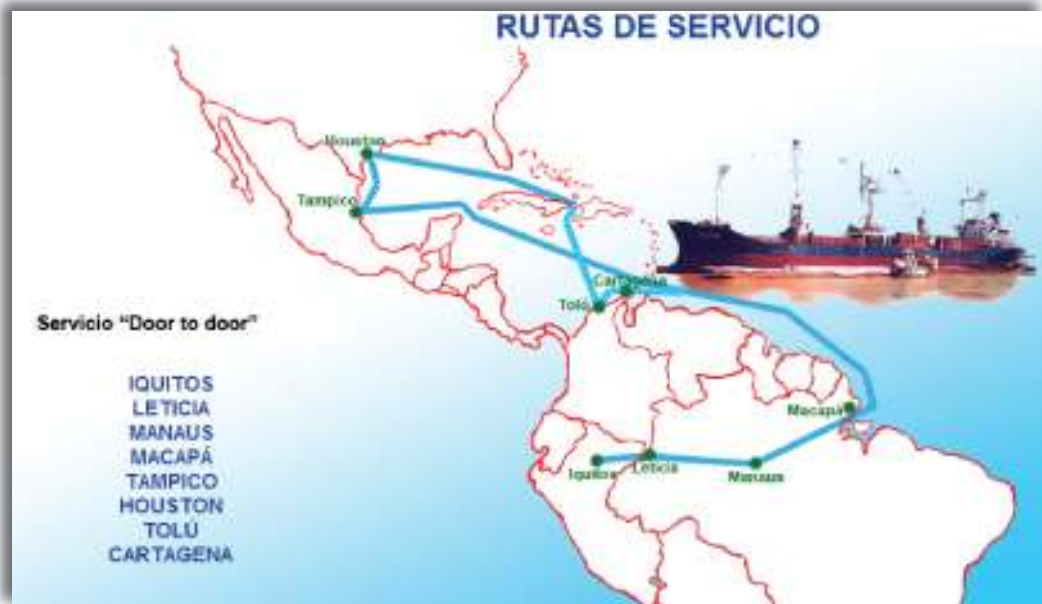 RUTAS DE SERVICIO
Houston
Tampico
Cartagena
Tolú
Servicio "Door to door"
IQUITOS
LETICIA
MANAUS
MACAPÁ
TAMPICO
HOUSTON
TOLÚ
CARTAGENA
Macapá
Iquitos
Leticia
Manaus